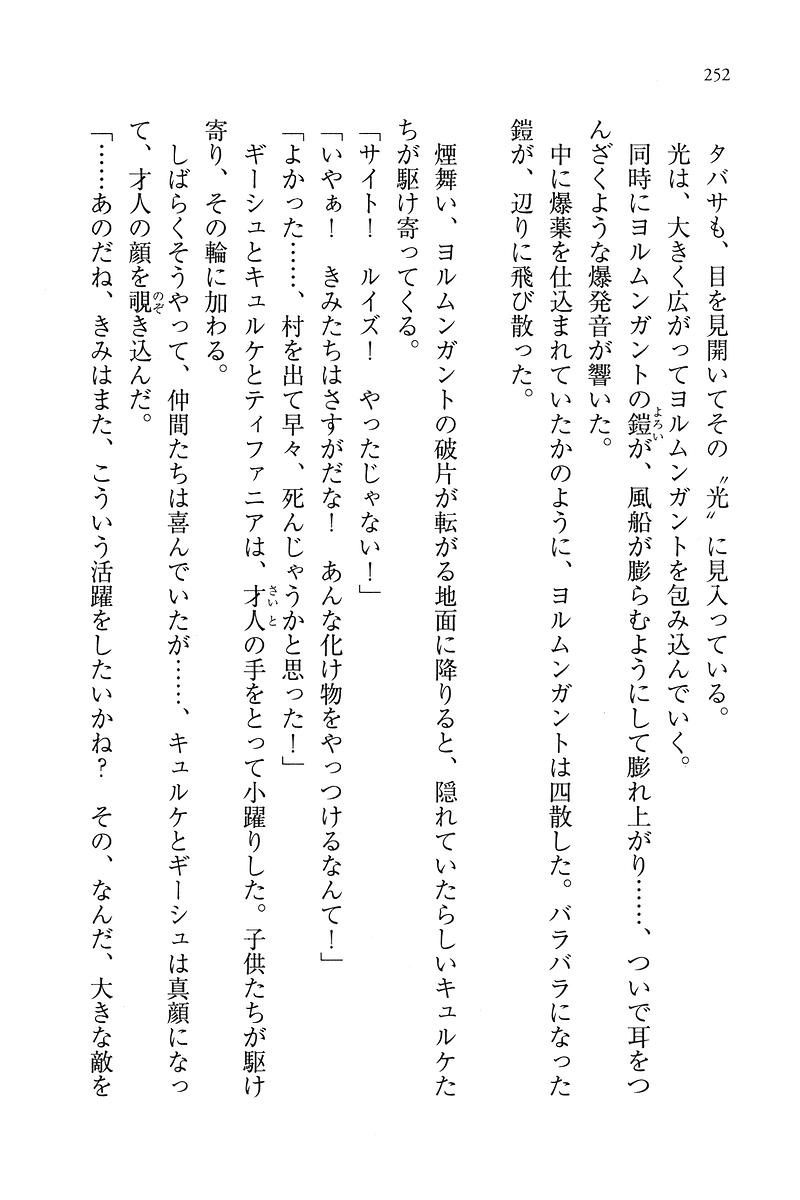 252
タバサも、目を見開いてその〝光〟に見入っている。
光は、大きく広がってヨルムンガントを包み込んでいく。
同時にヨルムンガントの鎧が、風船が膨らむようにして膨れ上がり……、ついで耳をつ
んざくような爆発音が響いた。
中に爆薬を仕込まれていたかのように、ヨルムンガントは四散した。バラバラになった
鎧が、辺りに飛び散った。
煙舞い、ヨルムンガントの破片が転がる地面に降りると、隠れていたらしいキュルケた
ちが駆け寄ってくる。
「サイト！　ルイズ！　やったじゃない！」
「いやぁ！　きみたちはさすがだな！　あんな化け物をやっつけるなんて！」
「よかった……、村を出て早々、死んじゃうかと思った！」
ギーシュとキュルケとティファニアは、才人の手をとって小躍りした。子供たちが駆け
寄り、その輪に加わる。
しばらくそうやって、仲間たちは喜んでいたが……、キュルケとギーシュは真顔になっ
て、才人の顔を覗き込んだ。
「……あのだね、きみはまた、こういう活躍をしたいかね？　その、なんだ、大きな敵を
よろい
さいと
のぞ